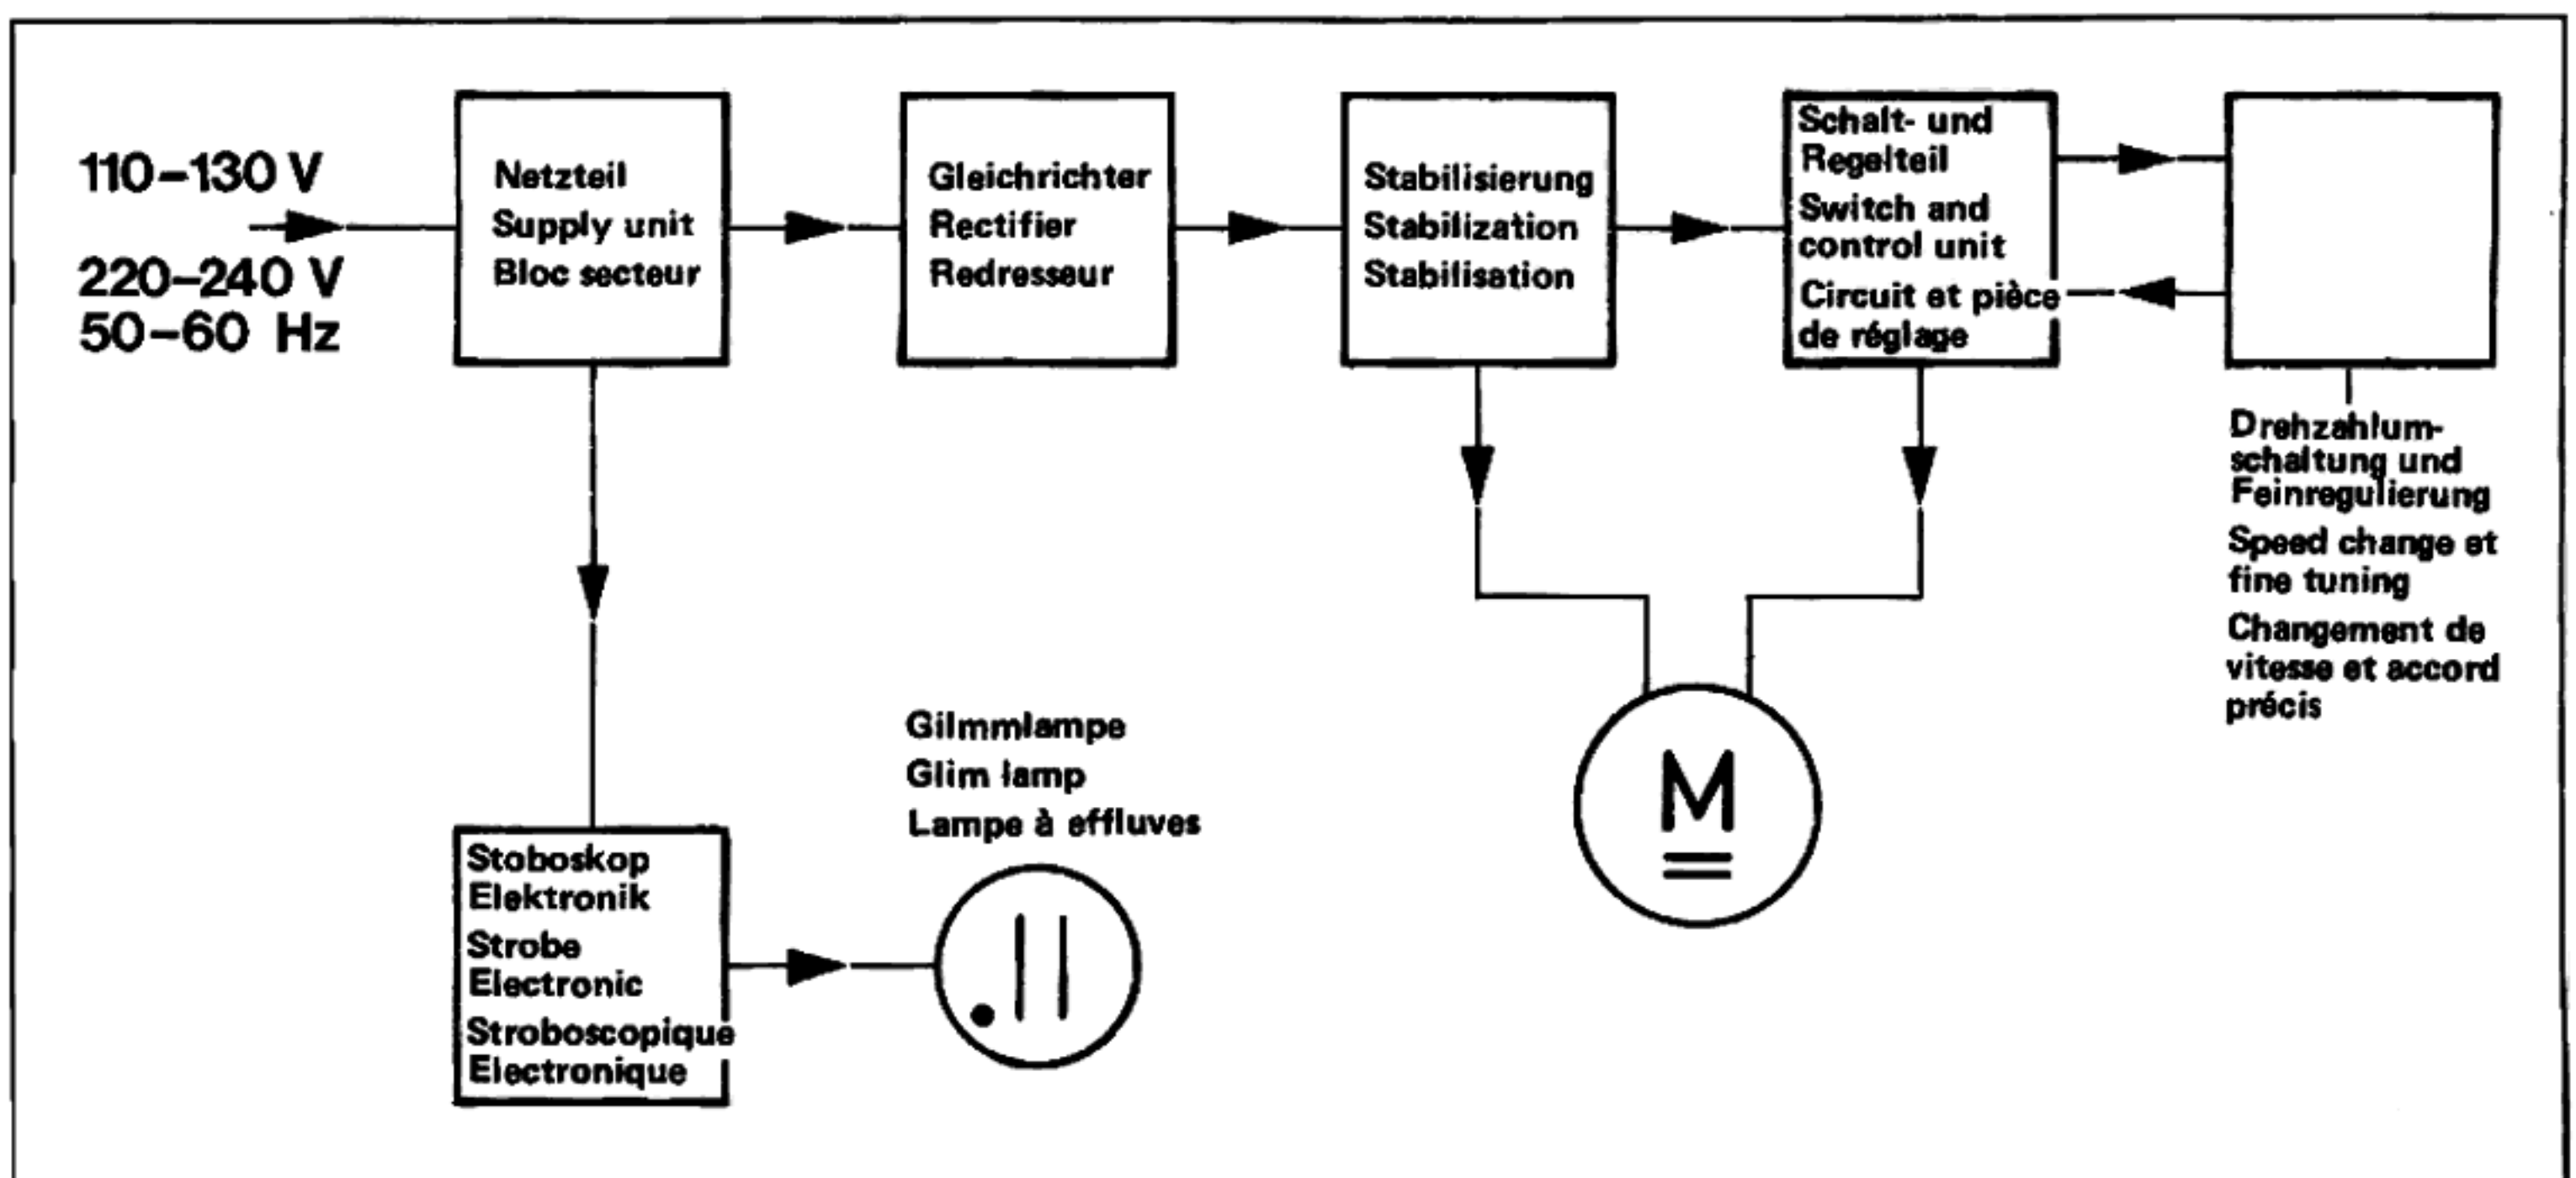 110–130 V
220–240 V
50–60 Hz
Netzteil
Supply unit
Bloc secteur
Gleichrichter
Rectifier
Redresseur
Stabilisierung
Stabilization
Stabilisation
Schalt- und
Regelteil
Switch and
control unit
Circuit et pièce
de réglage
Drehzahlum-
schaltung und
Feinregulierung
Speed change et
fine tuning
Changement de
vitesse et accord
précis
Gilmmlampe
Glim lamp
Lampe à effluves
M
Stoboskop
Elektronik
Strobe
Electronic
Stroboscopique
Electronique